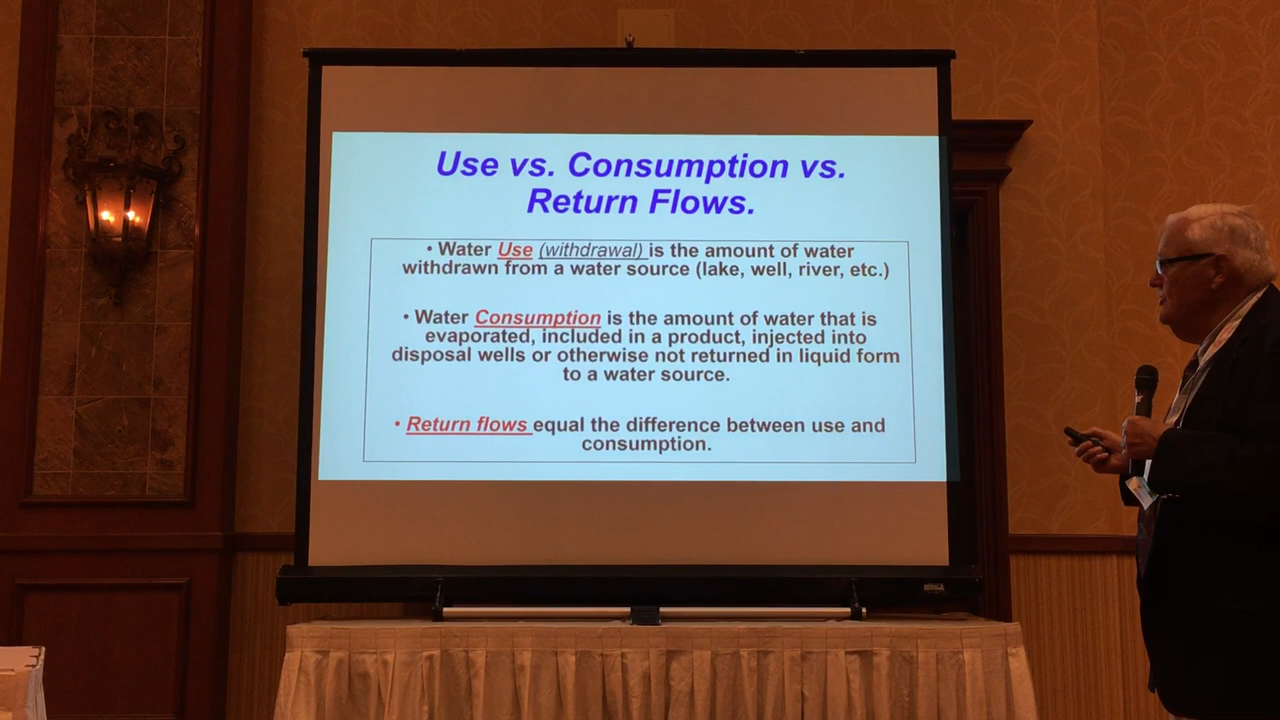 Use vs. Consumption vs.
Return Flows.
• Water Use (withdrawal) is the amount of water
withdrawn from a water source (lake, well, river, etc.)
• Water Consumption is the amount of water that is
evaporated, included in a product, injected into
disposal wells or otherwise not returned in liquid form
to a water source.
• Return flows equal the difference between use and
consumption.